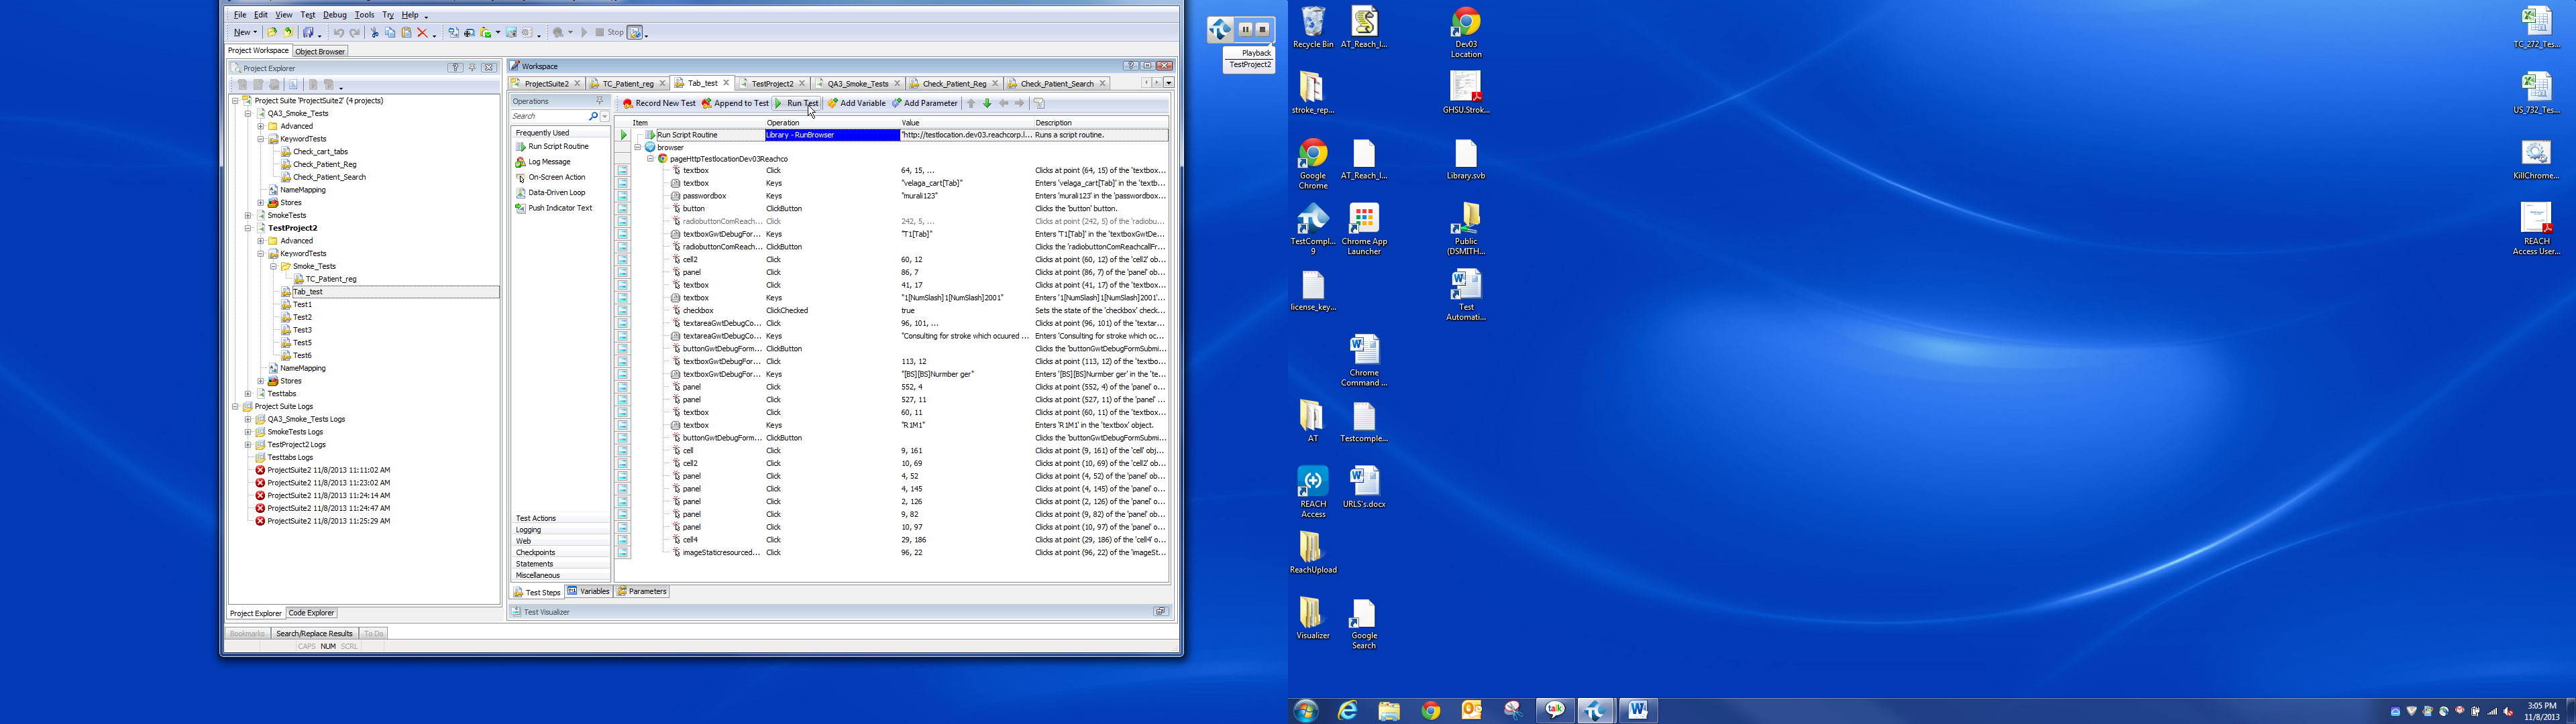 File Edit View Test Debug Tools Try Help
New Stop
Project Workspace Object Browser
Project Explorer
Project Suite 'ProjectSuite2' (4 projects)
QA3_Smoke_Tests
Advanced
KeywordTests
Check_cart_tabs
Check_Patient_Reg
Check_Patient_Search
NameMapping
Stores
SmokeTests
TestProject2
Advanced
KeywordTests
Smoke_Tests
TC_Patient_reg
Tab_test
Test1
Test2
Test3
Test5
Test6
NameMapping
Stores
Testtabs
Project Suite Logs
QA3_Smoke_Tests Logs
SmokeTests Logs
TestProject2 Logs
Testtabs Logs
ProjectSuite2 11/8/2013 11:11:02 AM
ProjectSuite2 11/8/2013 11:23:02 AM
ProjectSuite2 11/8/2013 11:24:14 AM
ProjectSuite2 11/8/2013 11:24:47 AM
ProjectSuite2 11/8/2013 11:25:29 AM
Project Explorer Code Explorer
Bookmarks Search/Replace Results To Do
CAPS NUM SCRL
Workspace
ProjectSuite2 TC_Patient_reg Tab_test TestProject2 QA3_Smoke_Tests Check_Patient_Reg Check_Patient_Search
Operations
Search
Frequently Used
Run Script Routine
Log Message
On-Screen Action
Data-Driven Loop
Push Indicator Text
Test Actions
Logging
Web
Checkpoints
Statements
Miscellaneous
Record New Test Append to Test Run Test Add Variable Add Parameter
Item Operation Value Description
Run Script Routine Library - RunBrowser "http://testlocation.dev03.reachcorp.l... Runs a script routine.
browser
pageHttpTestlocationDev03Reachco
textbox Click 64, 15, ... Clicks at point (64, 15) of the 'textbox...
textbox Keys "velaga_cart[Tab]" Enters 'velaga_cart[Tab]' in the 'textb...
passwordbox Keys "murali123" Enters 'murali123' in the 'passwordbox...
button ClickButton Clicks the 'button' button.
radiobuttonComReach... Click 242, 5, ... Clicks at point (242, 5) of the 'radiobu...
textboxGwtDebugFor... Keys "T1[Tab]" Enters 'T1[Tab]' in the 'textboxGwtDe...
radiobuttonComReach... ClickButton Clicks the 'radiobuttonComReachcallFr...
cell2 Click 60, 12 Clicks at point (60, 12) of the 'cell2' ob...
panel Click 86, 7 Clicks at point (86, 7) of the 'panel' obj...
textbox Click 41, 17 Clicks at point (41, 17) of the 'textbox...
textbox Keys "1[NumSlash]1[NumSlash]2001" Enters '1[NumSlash]1[NumSlash]2001'...
checkbox ClickChecked true Sets the state of the 'checkbox' check...
textareaGwtDebugCo... Click 96, 101, ... Clicks at point (96, 101) of the 'textar...
textareaGwtDebugCo... Keys "Consulting for stroke which ocured ... Enters 'Consulting for stroke which oc...
buttonGwtDebugForm... ClickButton Clicks the 'buttonGwtDebugFormSubmi...
textboxGwtDebugFor... Click 113, 12 Clicks at point (113, 12) of the 'textbo...
textboxGwtDebugFor... Keys "[BS][BS]Nurmber ger" Enters '[BS][BS]Nurmber ger' in the 'te...
panel Click 552, 4 Clicks at point (552, 4) of the 'panel' o...
panel Click 527, 11 Clicks at point (527, 11) of the 'panel' ...
textbox Click 60, 11 Clicks at point (60, 11) of the 'textbox...
textbox Keys "R1M1" Enters 'R1M1' in the 'textbox' object.
buttonGwtDebugForm... ClickButton Clicks the 'buttonGwtDebugFormSubmi...
cell Click 9, 161 Clicks at point (9, 161) of the 'cell' obj...
cell2 Click 10, 69 Clicks at point (10, 69) of the 'cell2' ob...
panel Click 4, 52 Clicks at point (4, 52) of the 'panel' o...
panel Click 4, 145 Clicks at point (4, 145) of the 'panel' o...
panel Click 2, 126 Clicks at point (2, 126) of the 'panel' o...
panel Click 9, 82 Clicks at point (9, 82) of the 'panel' o...
panel Click 10, 97 Clicks at point (10, 97) of the 'panel' o...
cell4 Click 29, 186 Clicks at point (29, 186) of the 'cell4' o...
imageStaticresourced... Click 96, 22 Clicks at point (96, 22) of the 'imageSt...
Test Steps Variables Parameters
Test Visualizer
Playback
TestProject2
Recycle Bin AT_Reach_I... Dev03 Location TC_272_Tes...
stroke_rep... GHSU.Strok... US_732_Tes...
Google Chrome AT_Reach_I... Library.svb KillChrome...
TestCompl... 9 Chrome App Launcher Public (DSMITH... REACH Access User...
license_key... Test Automati...
Chrome Command ...
AT Testcomple...
REACH Access URLS's.docx
ReachUpload
Visualizer Google Search
talk
3:05 PM
11/8/2013